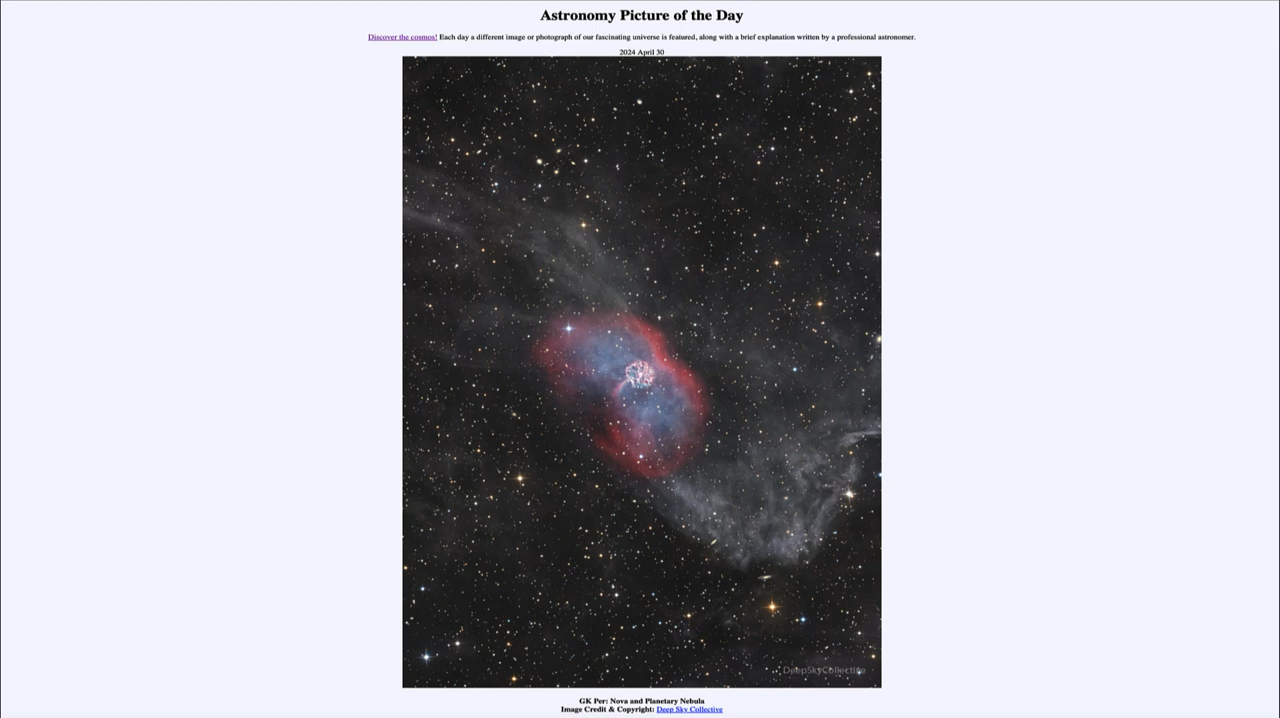 Astronomy Picture of the Day
Discover the cosmos! Each day a different image or photograph of our fascinating universe is featured, along with a brief explanation written by a professional astronomer.
2024 April 30
DeepSkyCollective
GK Per: Nova and Planetary Nebula
Image Credit & Copyright: Deep Sky Collective